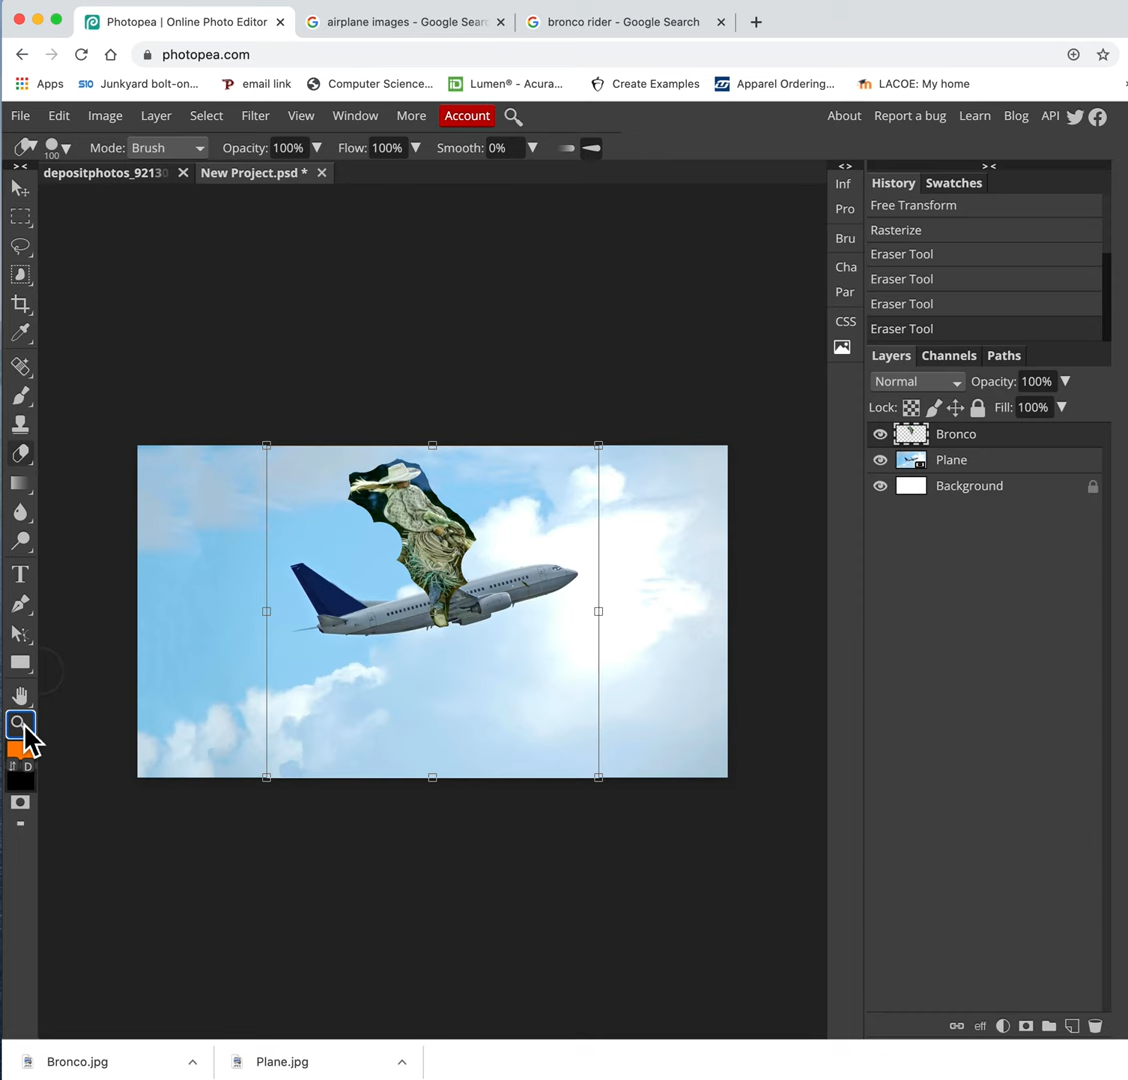 Photopea | Online Photo Editor
airplane images - Google Searc
bronco rider - Google Search
photopea.com
Apps
SIO Junkyard bolt-on...
email link
Computer Science...
iD Lumen® - Acura...
Create Examples
Apparel Ordering...
LACOE: My home
File Edit Image Layer Select Filter View Window More Account
About Report a bug Learn Blog API
100 Mode: Brush Opacity: 100% Flow: 100% Smooth: 0%
depositphotos_92130
New Project.psd *
Inf
Pro
Bru
Cha
Par
CSS
History Swatches
Free Transform
Rasterize
Eraser Tool
Eraser Tool
Eraser Tool
Eraser Tool
Layers Channels Paths
Normal Opacity: 100%
Lock: Fill: 100%
Bronco
Plane
Background
T
D
eff
Bronco.jpg
Plane.jpg